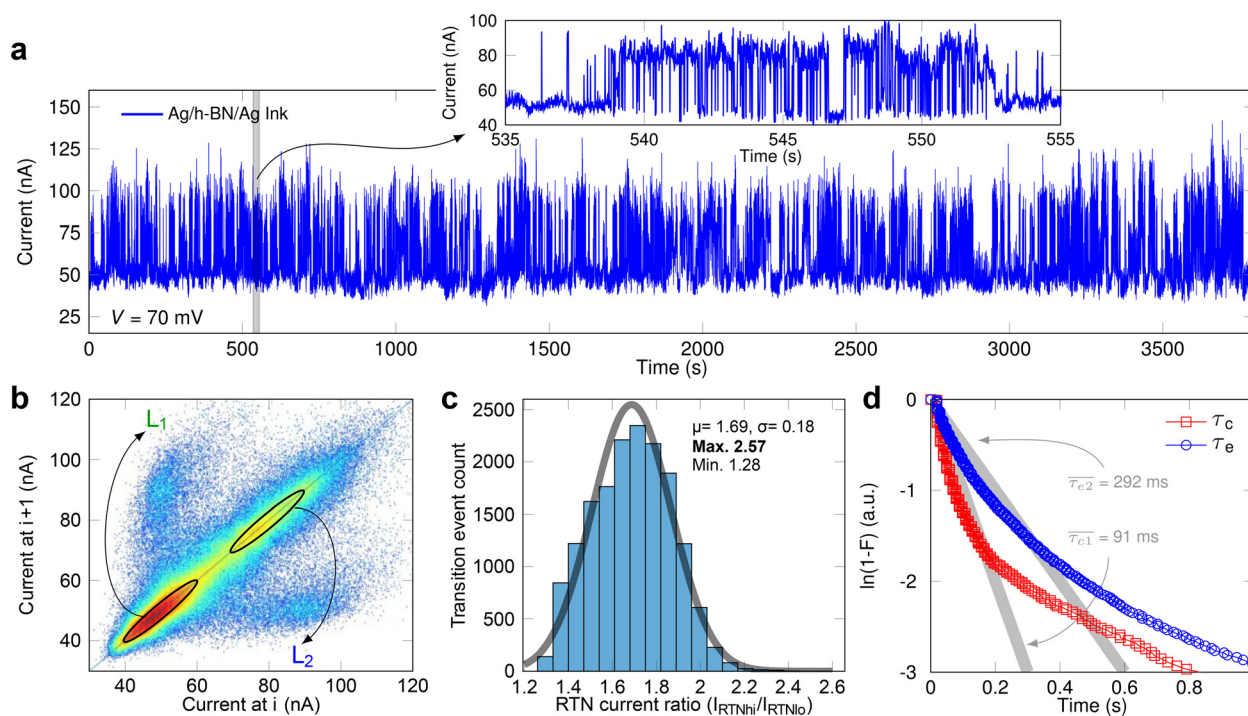 a
Current (nA)
150
125
100
75
50
25
Ag/h-BN/Ag Ink
V = 70 mV
0 500 1000 1500 2000 2500 3000 3500
Time (s)
Current (nA)
100
80
60
40
535 540 545 550 555
Time (s)
b
Current at i+1 (nA)
120
100
80
60
40
L1
L2
40 60 80 100 120
Current at i (nA)
c
Transition event count
2500
2000
1500
1000
500
0
μ= 1.69, σ= 0.18
Max. 2.57
Min. 1.28
1.2 1.4 1.6 1.8 2.0 2.2 2.4 2.6
RTN current ratio (IRTNhi/IRTNlo)
d
ln(1-F) (a.u.)
0
-1
-2
-3
τc
τe
τe2 = 292 ms
τc1 = 91 ms
0 0.2 0.4 0.6 0.8
Time (s)